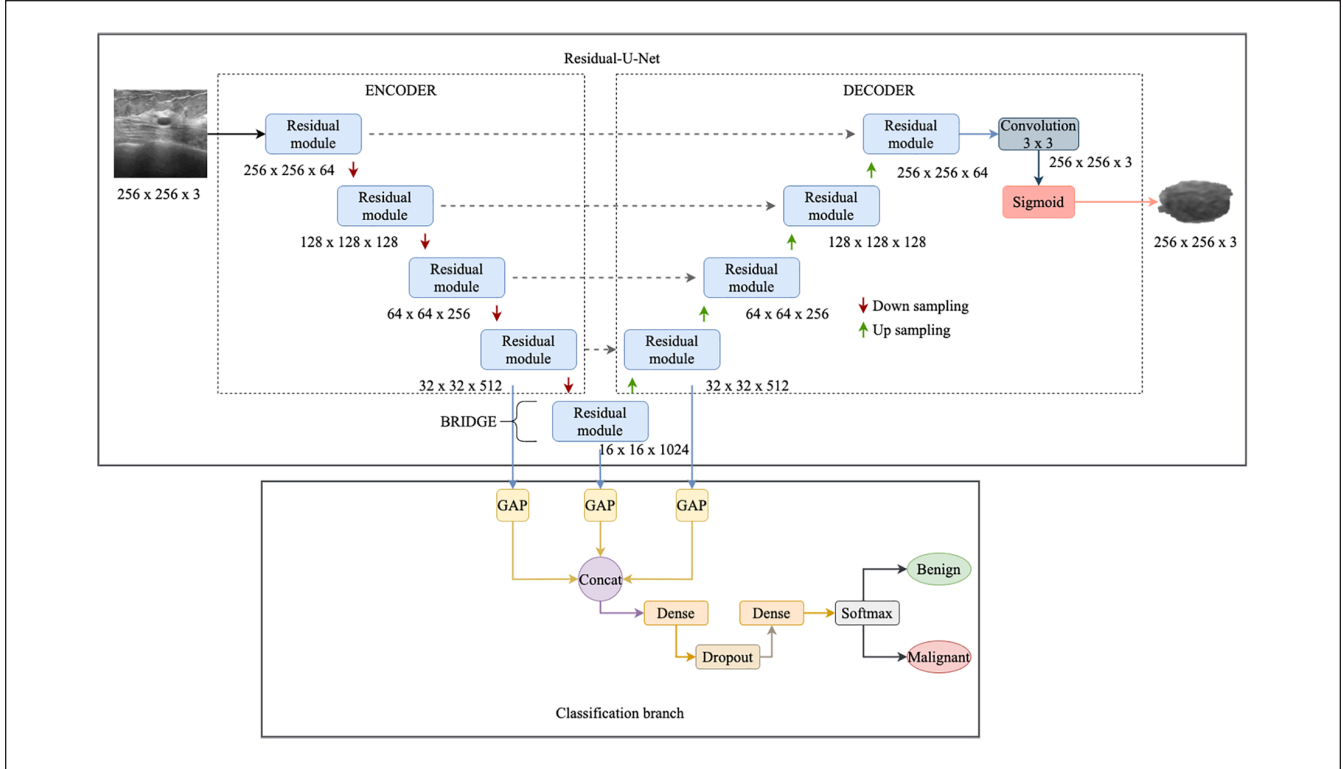 Residual-U-Net
ENCODER
DECODER
Residual
module
Residual
module
Convolution
3 x 3
256 x 256 x 3
256 x 256 x 64
256 x 256 x 64
256 x 256 x 3
Residual
module
Residual
module
Sigmoid
128 x 128 x 128
128 x 128 x 128
256 x 256 x 3
Residual
module
Residual
module
64 x 64 x 256
64 x 64 x 256
Down sampling
Up sampling
Residual
module
Residual
module
32 x 32 x 512
32 x 32 x 512
BRIDGE
Residual
module
16 x 16 x 1024
GAP
GAP
GAP
Concat
Benign
Dense
Dense
Softmax
Dropout
Malignant
Classification branch